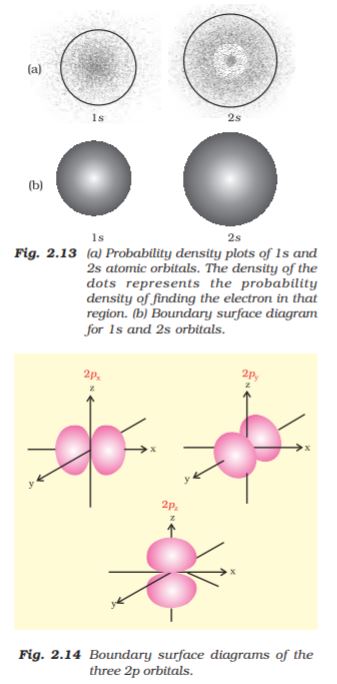 (a)
1s 2s
(b)
1s 2s
Fig. 2.13 (a) Probability density plots of 1s and
2s atomic orbitals. The density of the
dots represents the probability
density of finding the electron in that
region. (b) Boundary surface diagram
for 1s and 2s orbitals.
2pₓ 2pᵧ
z z
x x
y y
2p_z
z
x
y
Fig. 2.14 Boundary surface diagrams of the
three 2p orbitals.